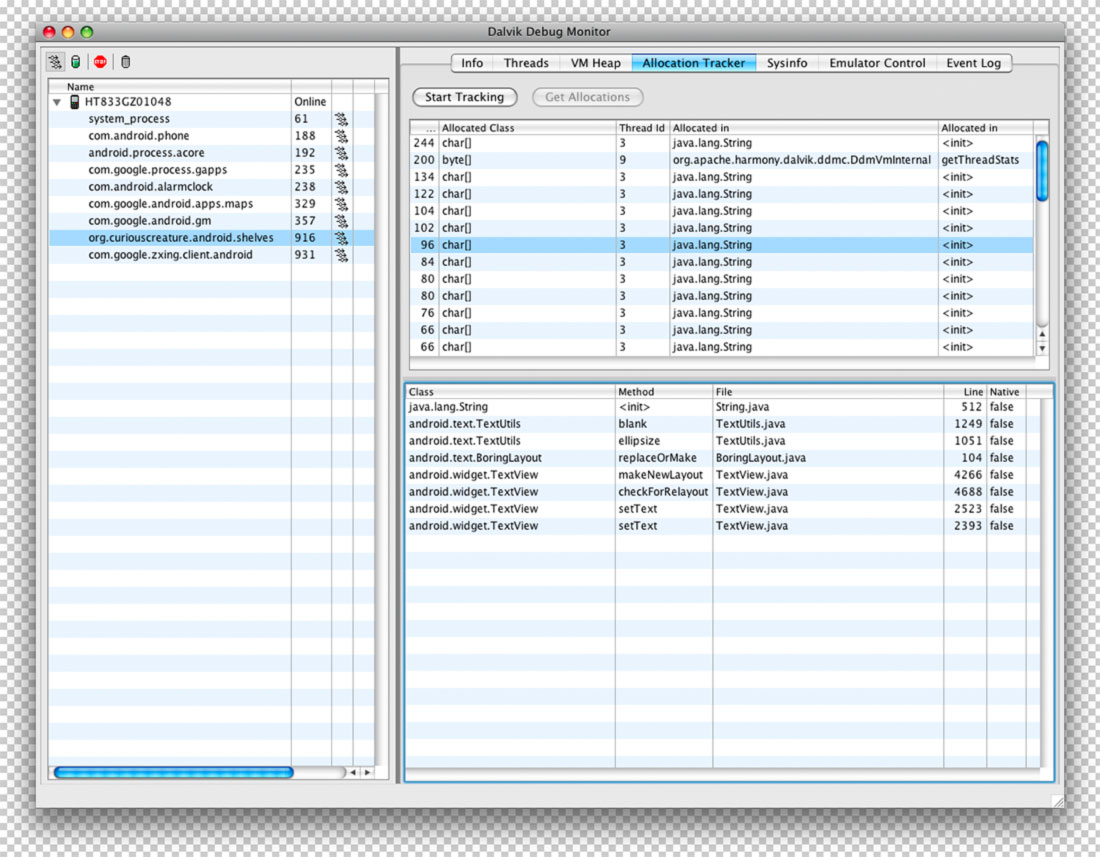 Dalvik Debug Monitor
STOP
Name
HT833GZ01048 Online
system_process 61
com.android.phone 188
android.process.acore 192
com.google.process.gapps 235
com.android.alarmclock 238
com.google.android.apps.maps 329
com.google.android.gm 357
org.curiouscreature.android.shelves 916
com.google.zxing.client.android 931
Info Threads VM Heap Allocation Tracker Sysinfo Emulator Control Event Log
Start Tracking Get Allocations
... Allocated Class Thread Id Allocated in Allocated in
244 char[] 3 java.lang.String <init>
200 byte[] 9 org.apache.harmony.dalvik.ddmc.DdmVmInternal getThreadStats
134 char[] 3 java.lang.String <init>
122 char[] 3 java.lang.String <init>
104 char[] 3 java.lang.String <init>
102 char[] 3 java.lang.String <init>
96 char[] 3 java.lang.String <init>
84 char[] 3 java.lang.String <init>
80 char[] 3 java.lang.String <init>
80 char[] 3 java.lang.String <init>
76 char[] 3 java.lang.String <init>
66 char[] 3 java.lang.String <init>
66 char[] 3 java.lang.String <init>
Class Method File Line Native
java.lang.String <init> String.java 512 false
android.text.TextUtils blank TextUtils.java 1249 false
android.text.TextUtils ellipsize TextUtils.java 1051 false
android.text.BoringLayout replaceOrMake BoringLayout.java 104 false
android.widget.TextView makeNewLayout TextView.java 4266 false
android.widget.TextView checkForRelayout TextView.java 4688 false
android.widget.TextView setText TextView.java 2523 false
android.widget.TextView setText TextView.java 2393 false